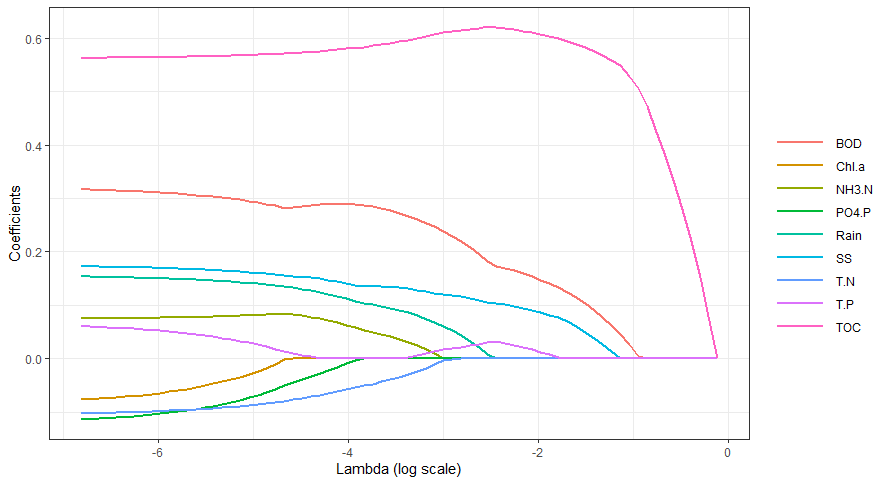 0.6
0.4
0.2
0.0
Coefficients
-6
-4
-2
0
Lambda (log scale)
BOD
Chl.a
NH3.N
PO4.P
Rain
SS
T.N
T.P
TOC